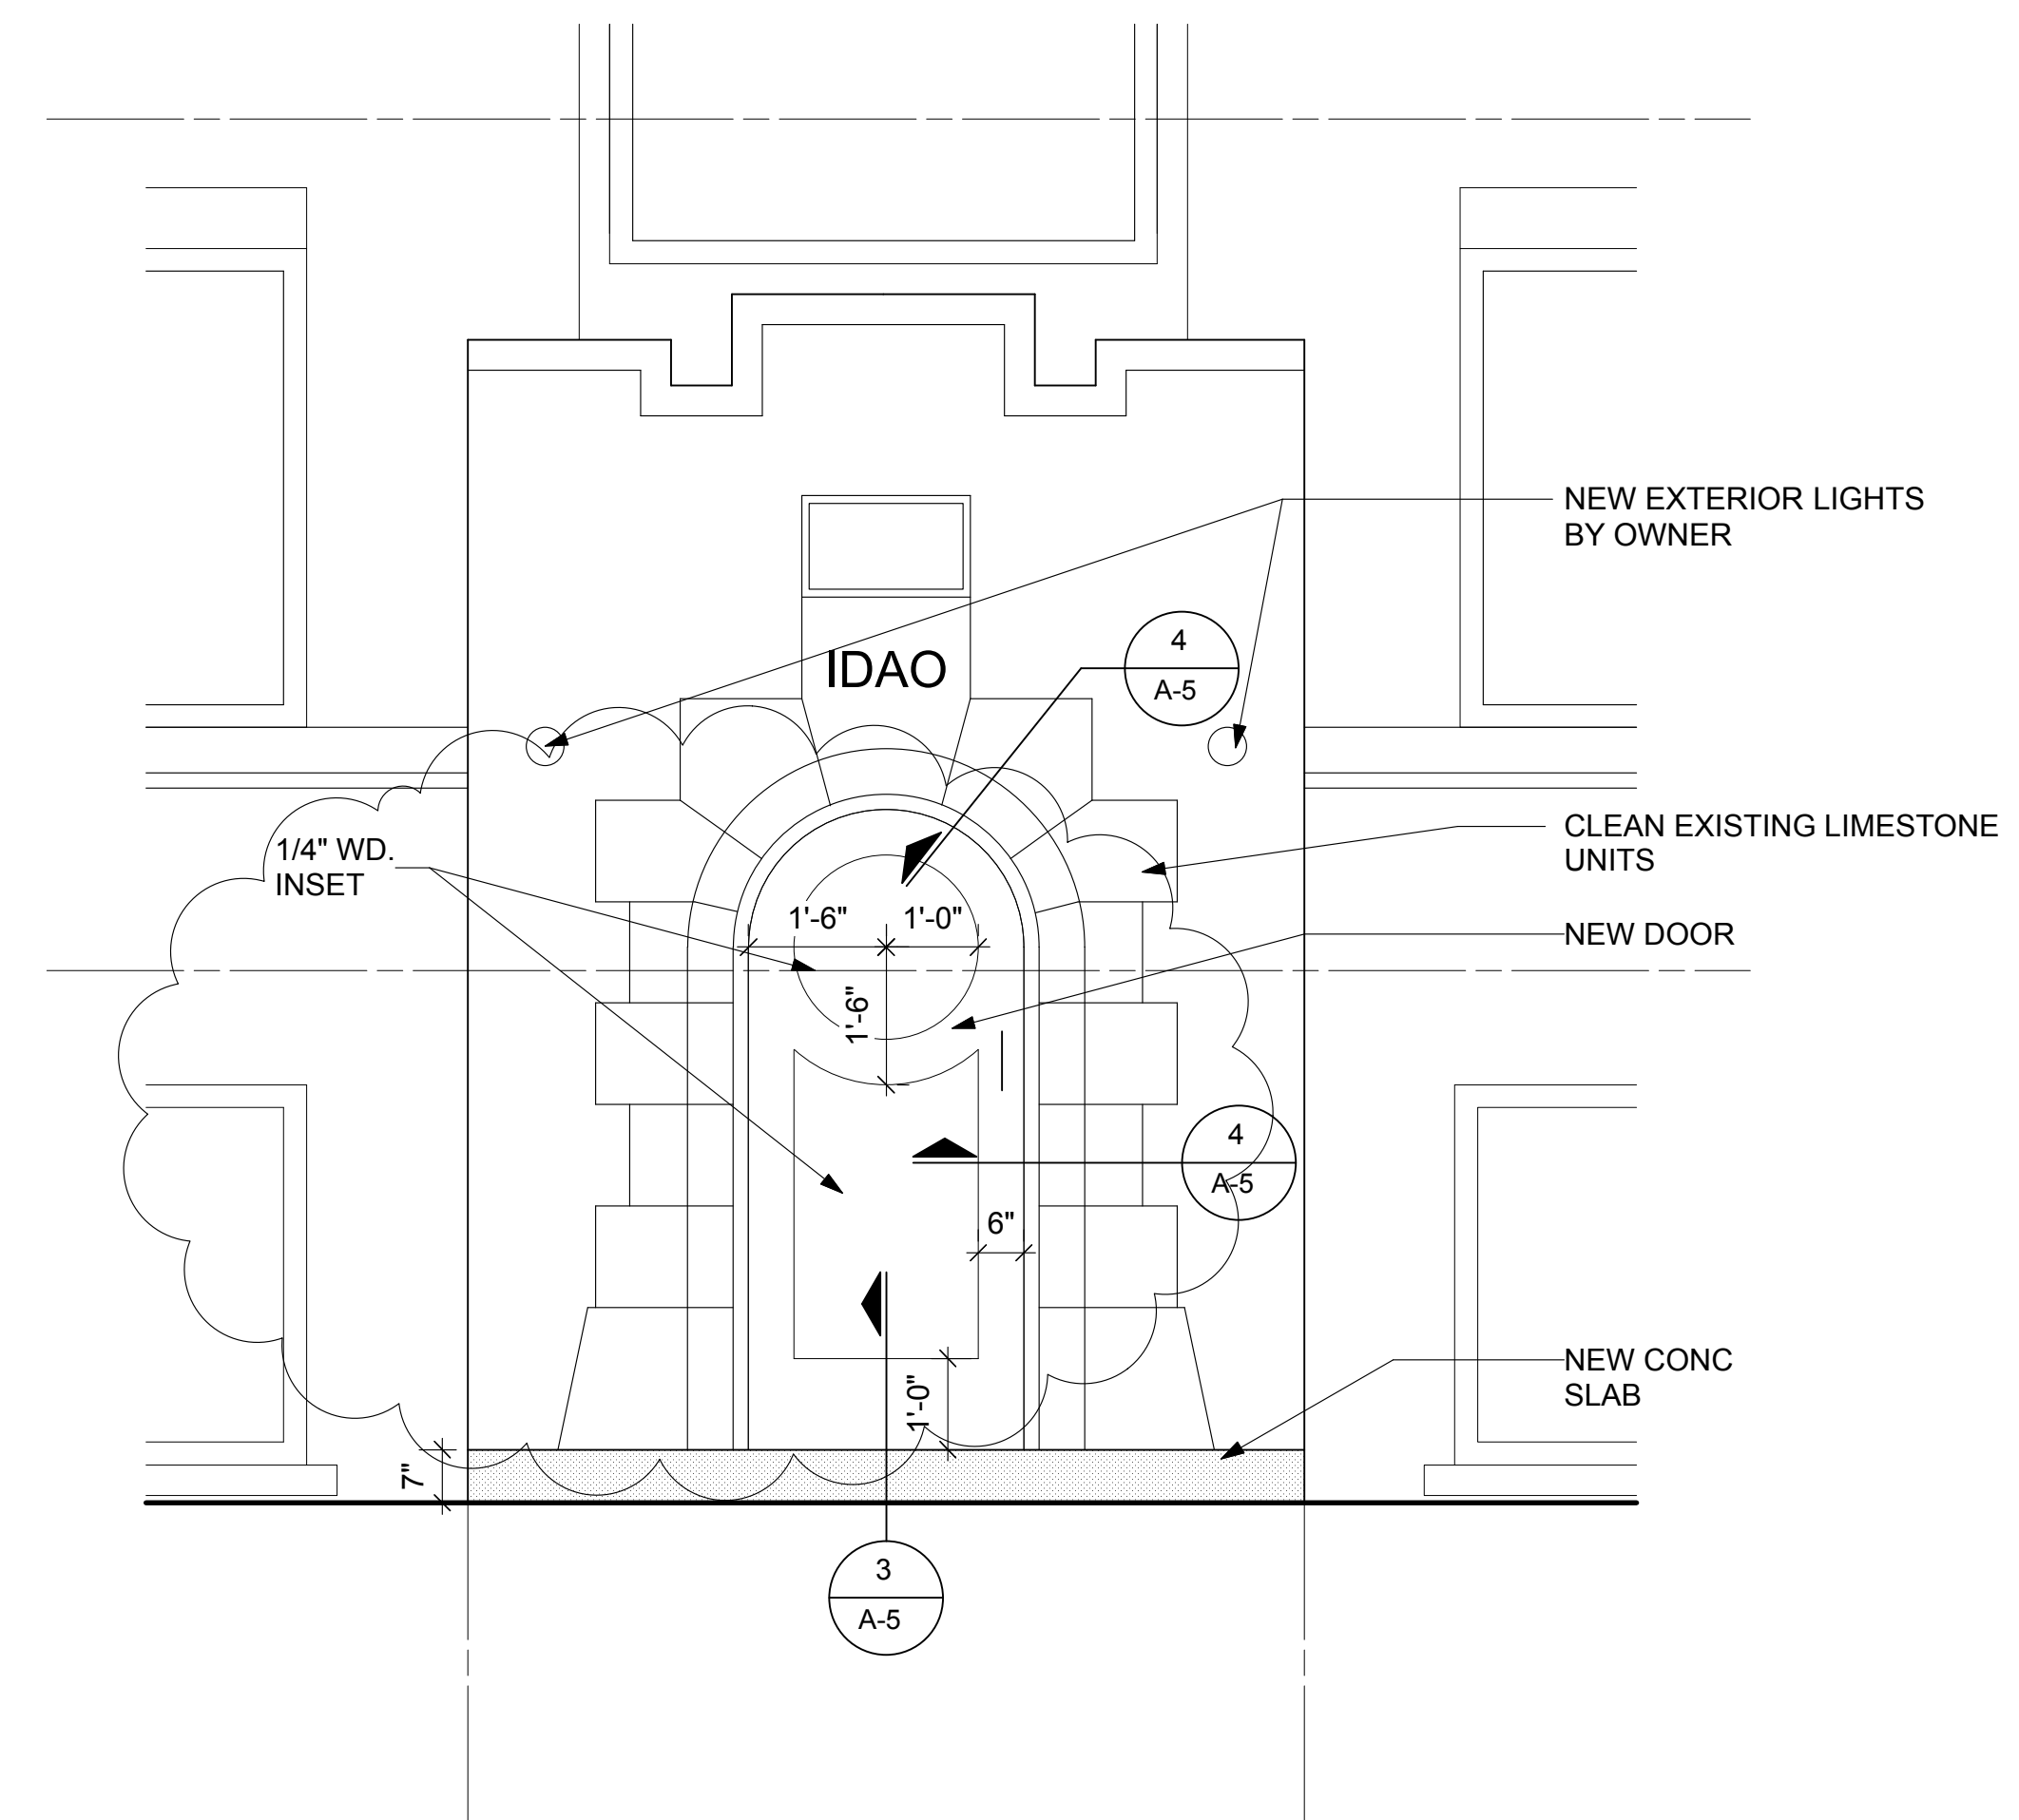 NEW EXTERIOR LIGHTS
BY OWNER
4
A-5
IDAO
CLEAN EXISTING LIMESTONE
UNITS
1/4" WD.
INSET
1'-6"
1'-0"
NEW DOOR
1'-6"
4
A-5
6"
NEW CONC
SLAB
1'-0"
7"
3
A-5